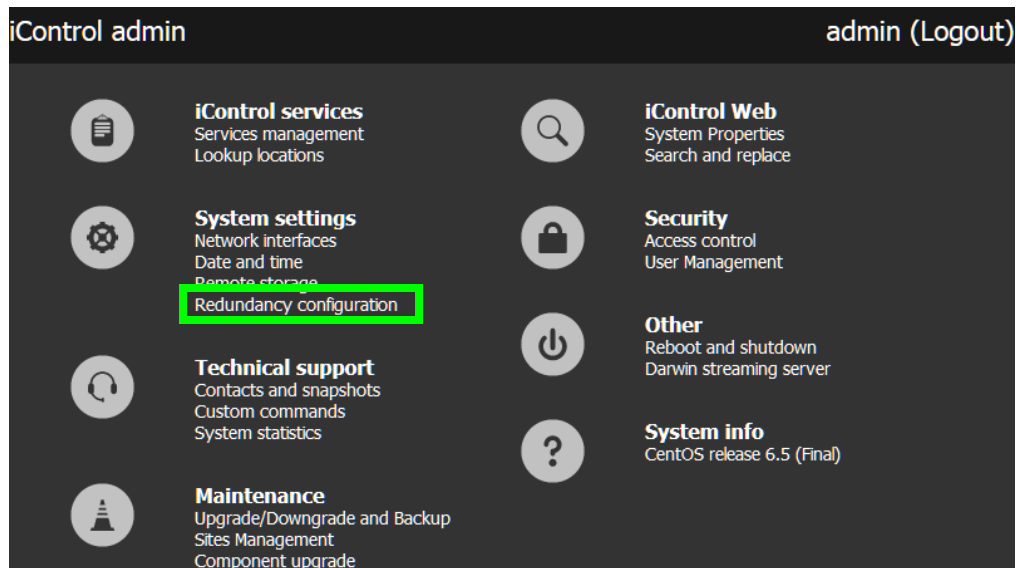 iControl admin
admin (Logout)
iControl services
Services management
Lookup locations
System settings
Network interfaces
Date and time
Remote storage
Redundancy configuration
Technical support
Contacts and snapshots
Custom commands
System statistics
Maintenance
Upgrade/Downgrade and Backup
Sites Management
Component upgrade
iControl Web
System Properties
Search and replace
Security
Access control
User Management
Other
Reboot and shutdown
Darwin streaming server
System info
CentOS release 6.5 (Final)